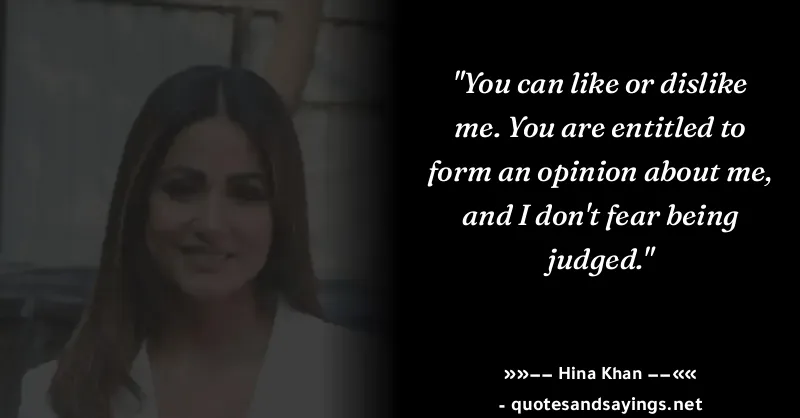 "You can like or dislike
me. You are entitled to
form an opinion about me,
and I don't fear being
judged."
»»–– Hina Khan ––««
- quotesandsayings.net